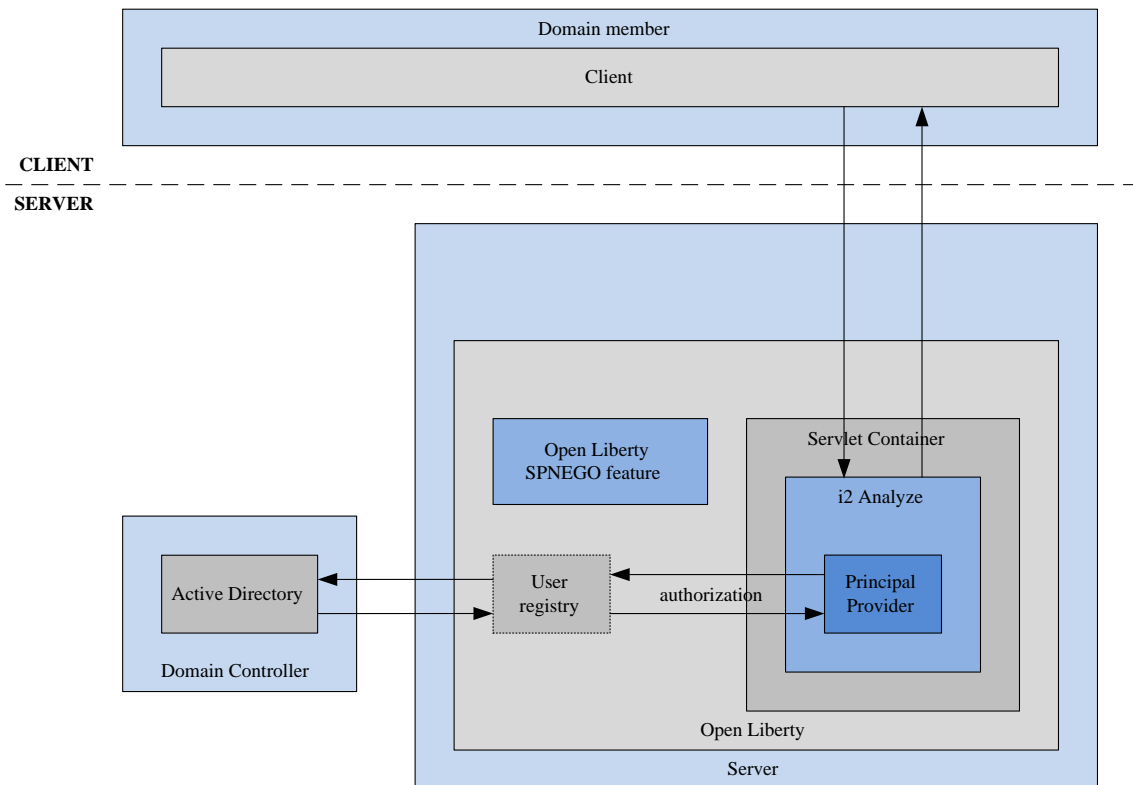 Domain member
Client
CLIENT
SERVER
Servlet Container
Open Liberty
SPNEGO feature
i2 Analyze
Active Directory
User
registry
authorization
Principal
Provider
Domain Controller
Open Liberty
Server